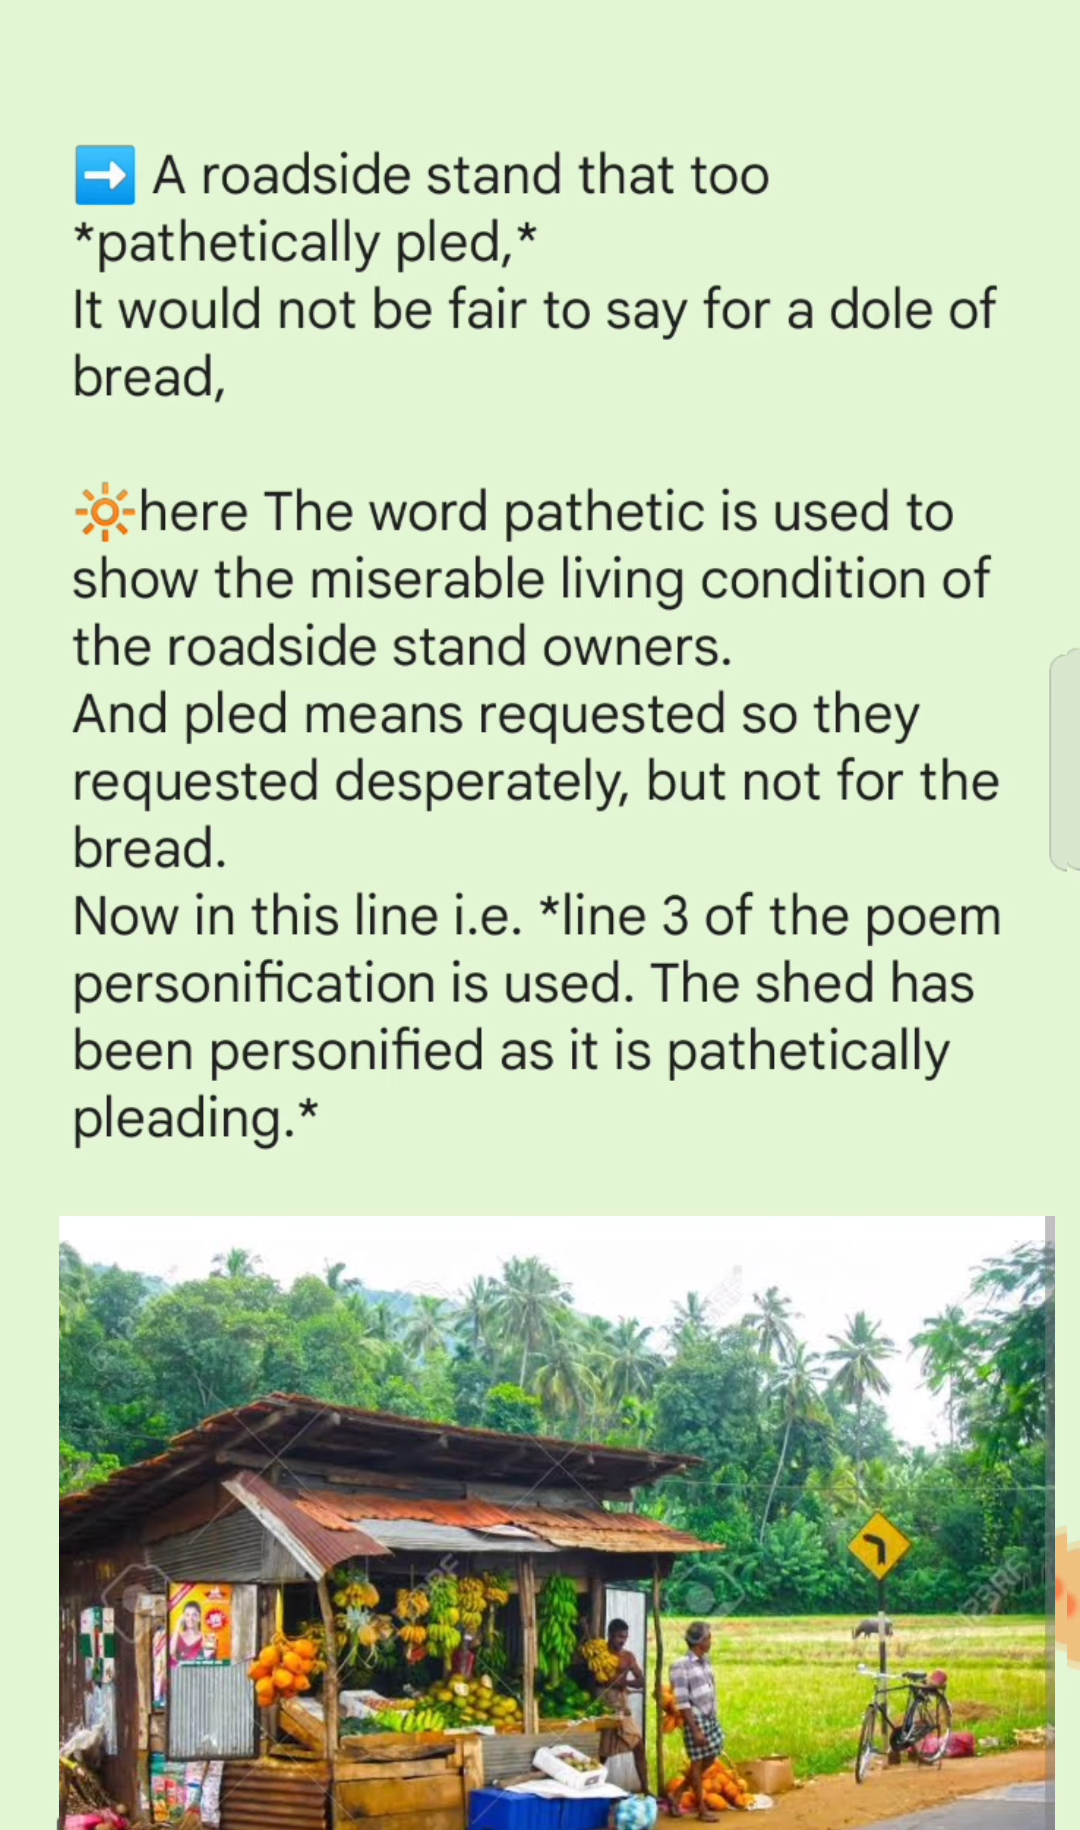 ➡️ A roadside stand that too
*pathetically pled,*
It would not be fair to say for a dole of
bread,
🔆here The word pathetic is used to
show the miserable living condition of
the roadside stand owners.
And pled means requested so they
requested desperately, but not for the
bread.
Now in this line i.e. *line 3 of the poem
personification is used. The shed has
been personified as it is pathetically
pleading.*
123RF
123RF